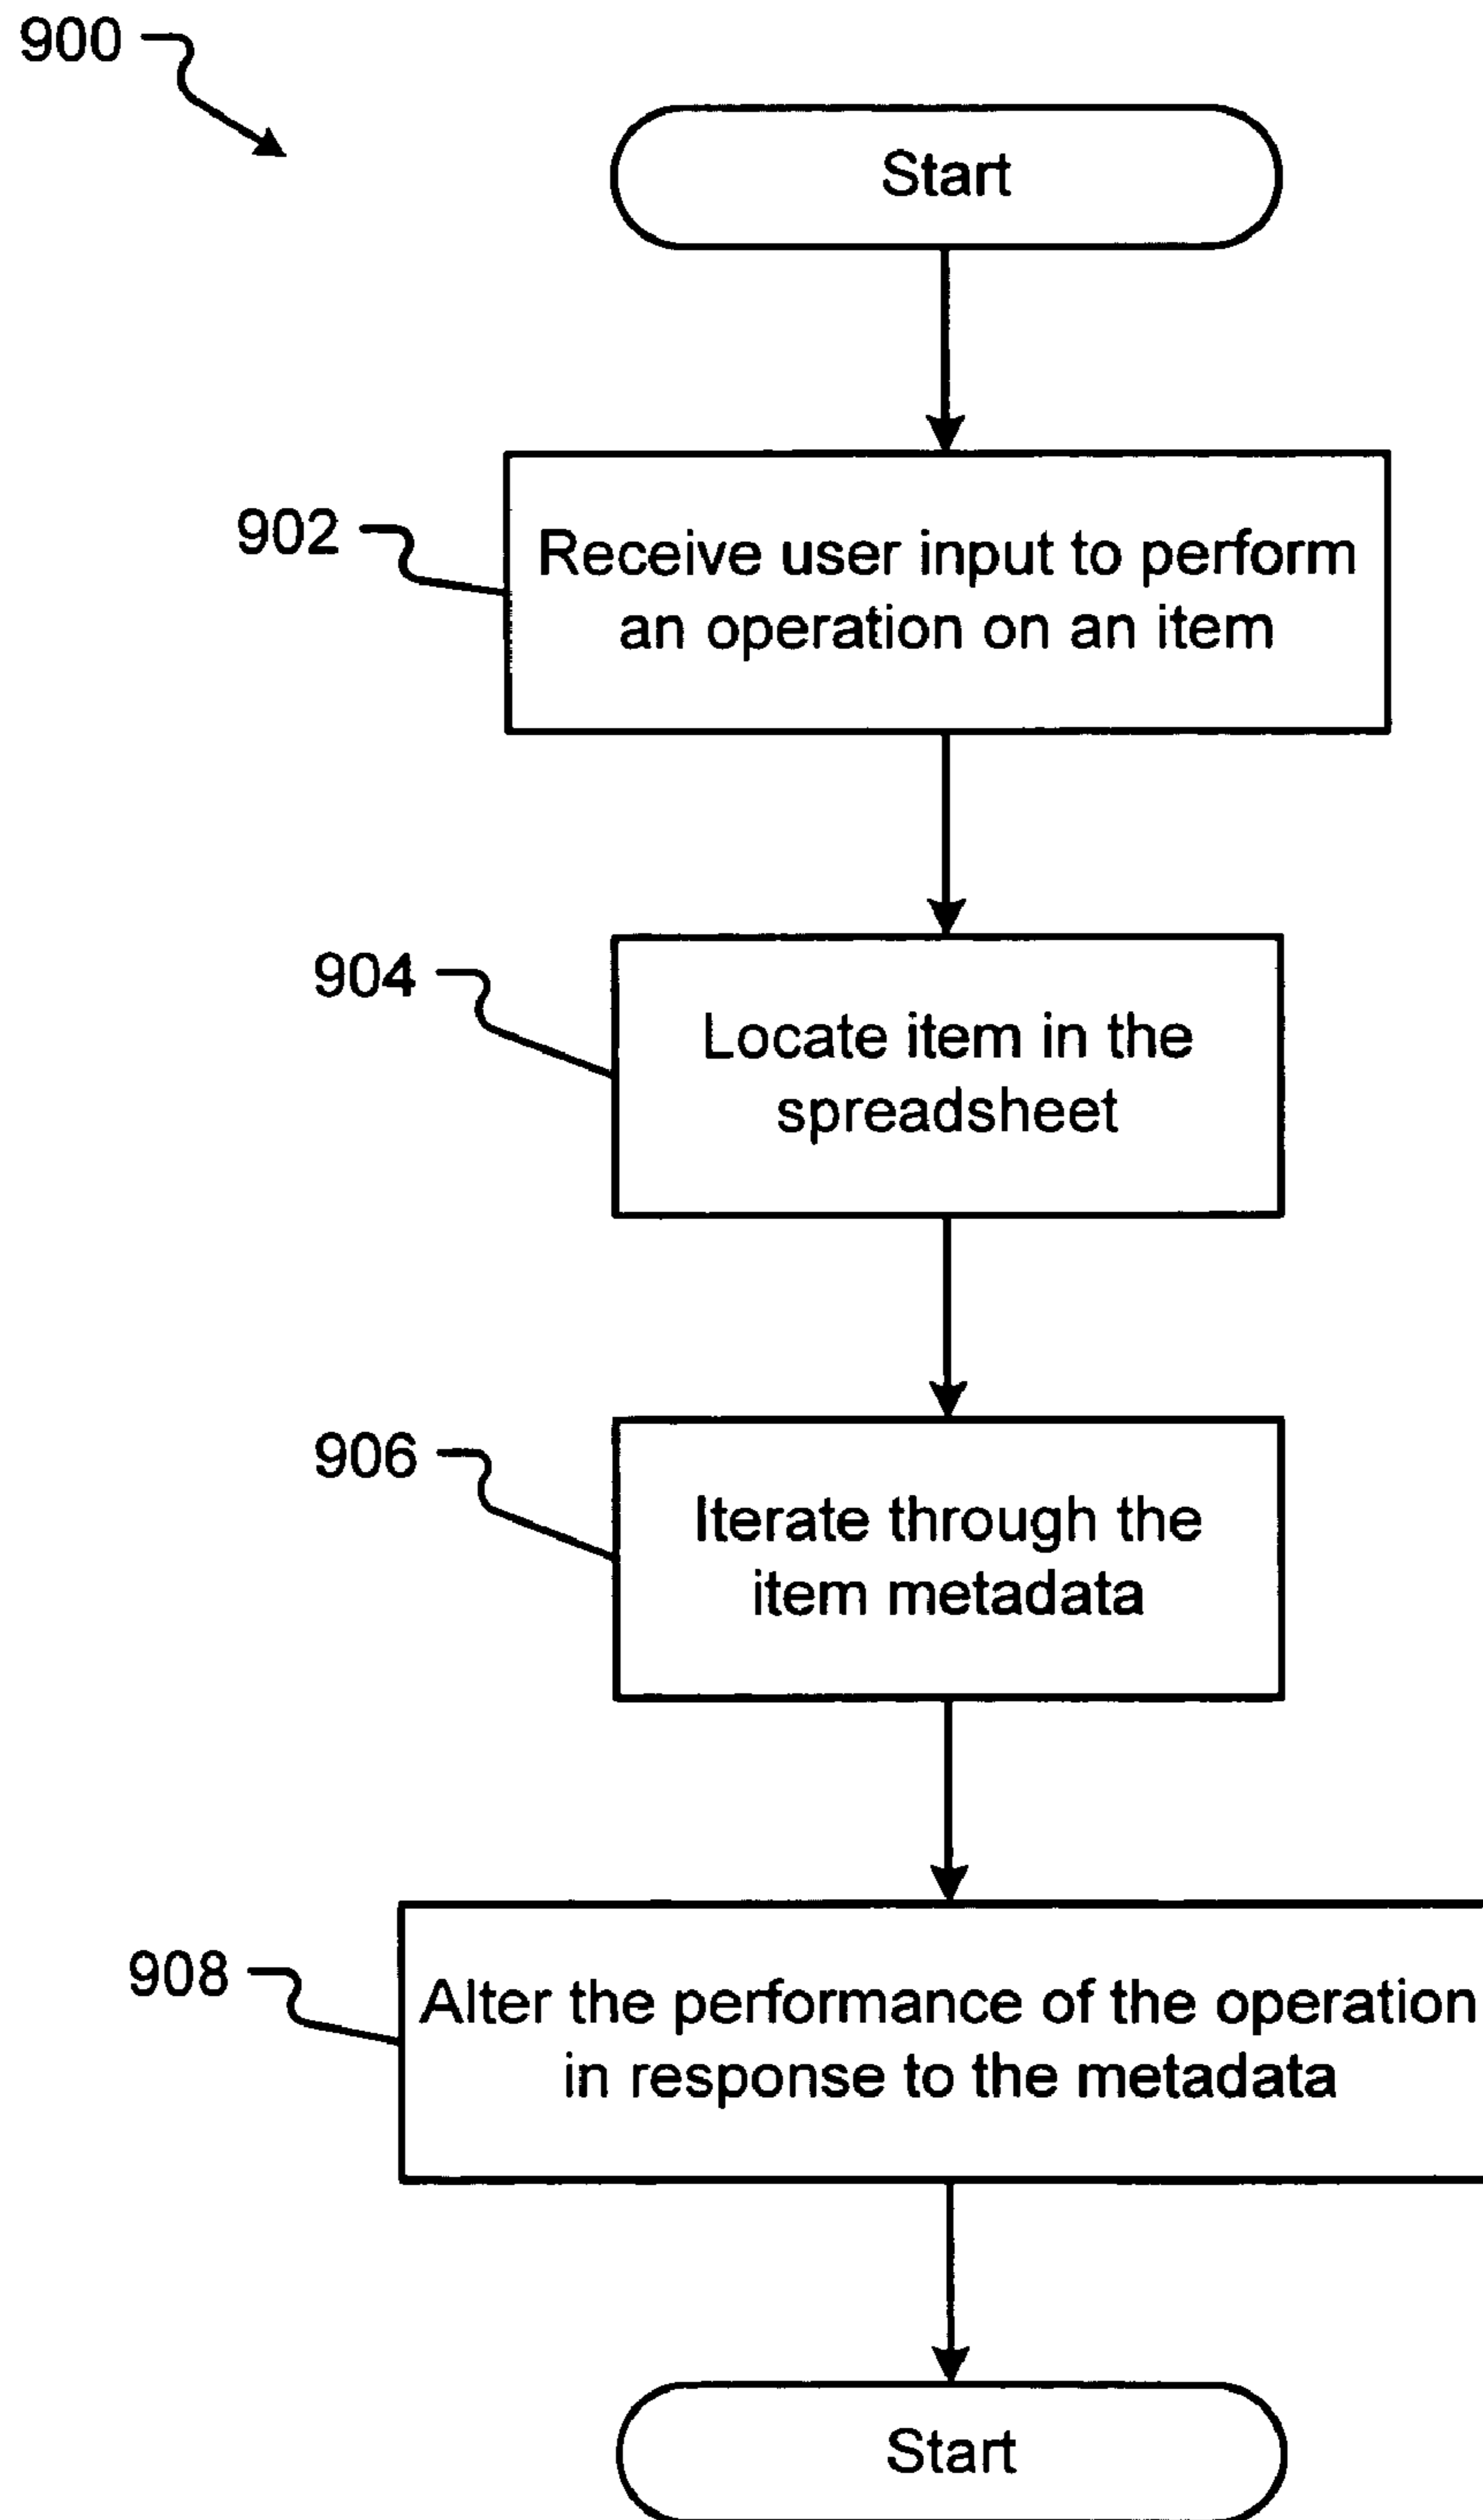 900
Start
902
Receive user input to perform
an operation on an item
904
Locate item in the
spreadsheet
906
Iterate through the
item metadata
908
Alter the performance of the operation
in response to the metadata
Start